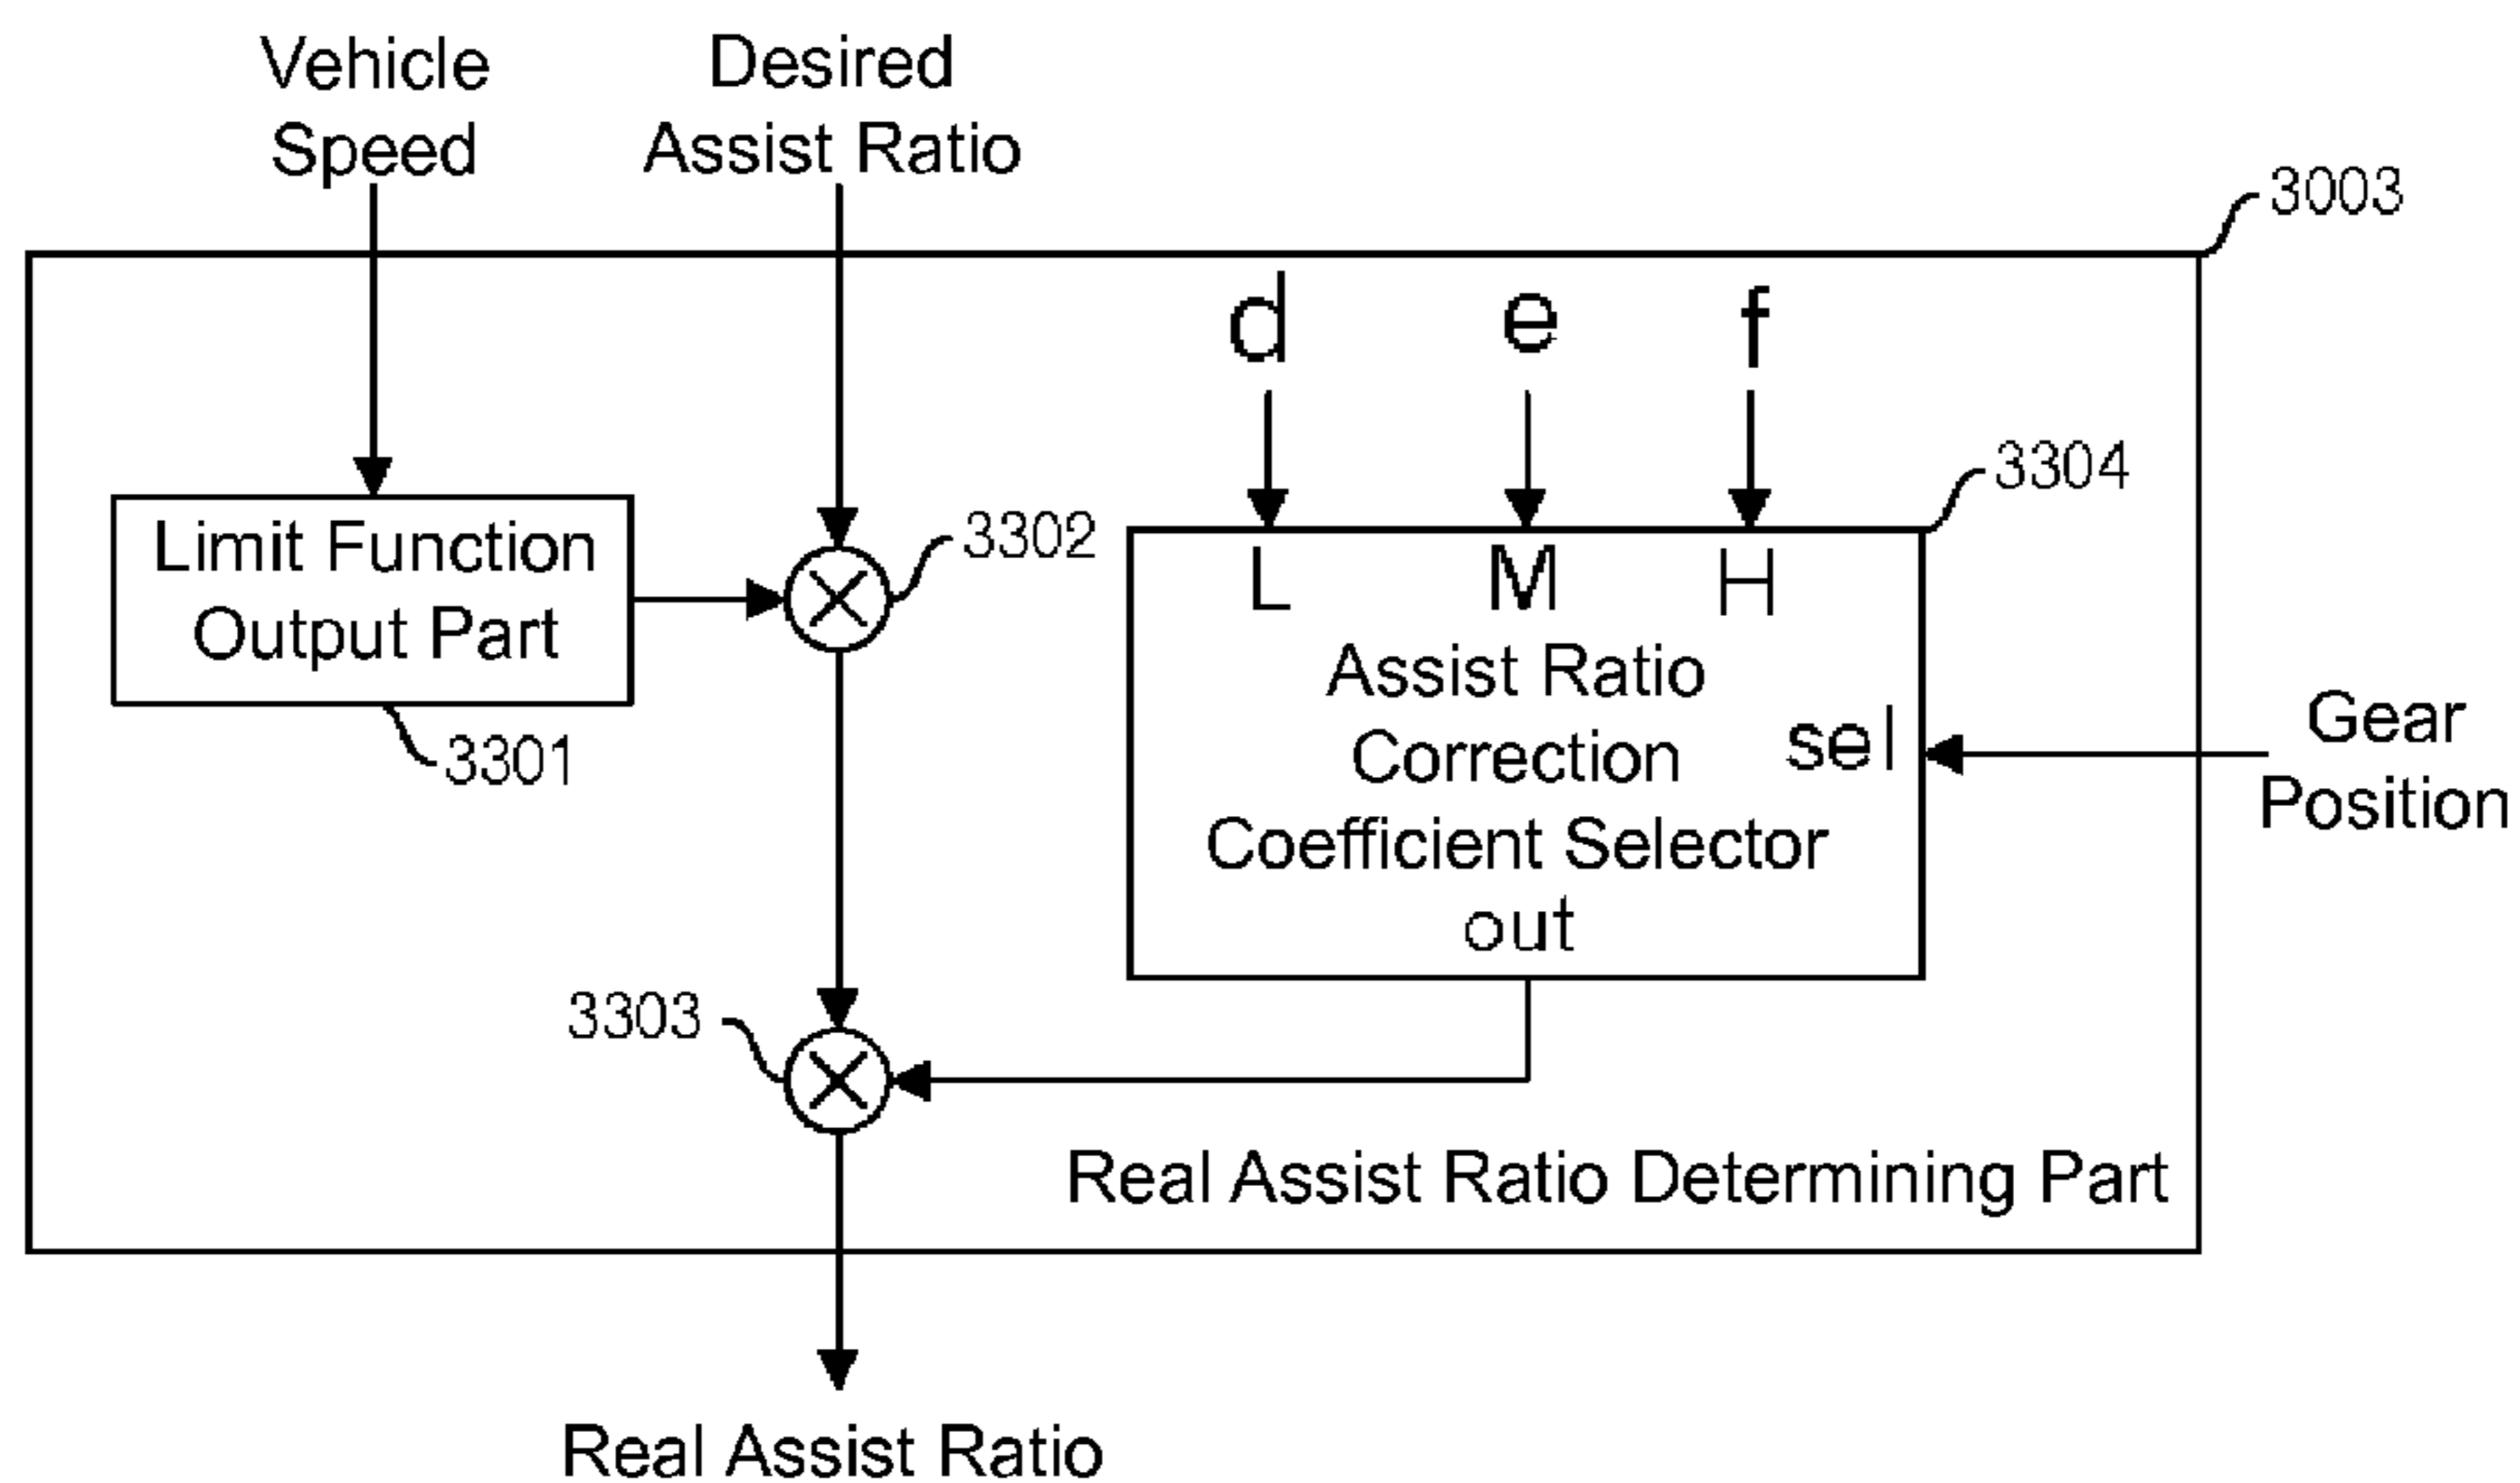 Vehicle
Speed
Desired
Assist Ratio
3003
d
e
f
3304
Limit Function
Output Part
3301
3302
L
M
H
Assist Ratio
Correction
Coefficient Selector
sel
out
Gear
Position
3303
Real Assist Ratio Determining Part
Real Assist Ratio